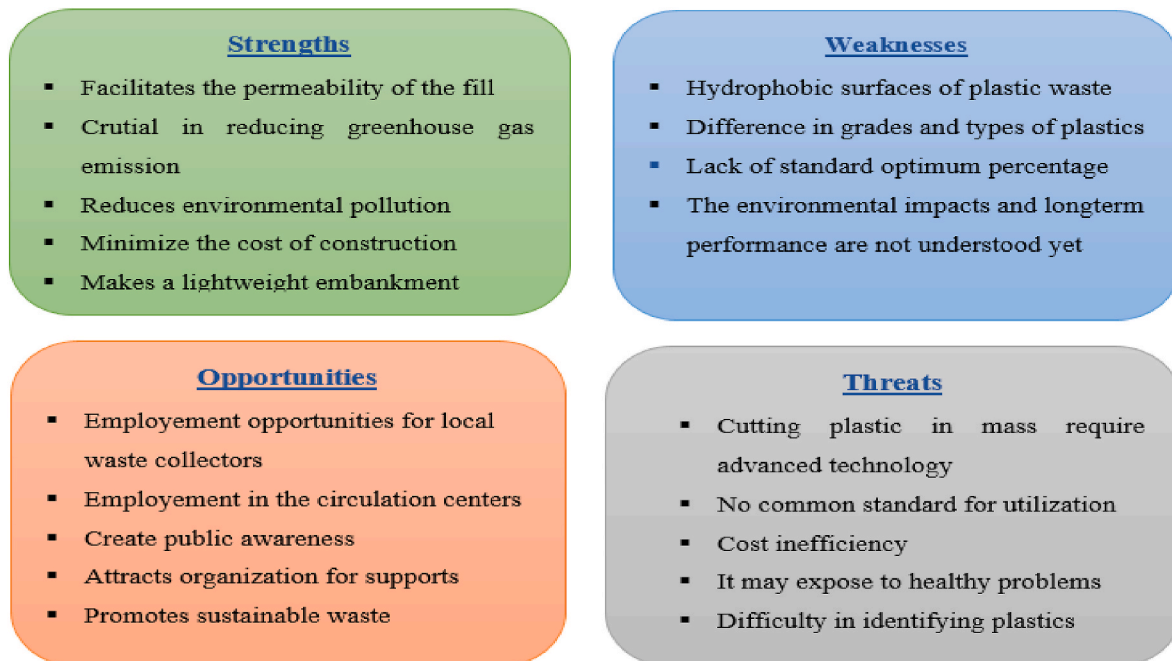 Strengths
▪ Facilitates the permeability of the fill
▪ Crutial in reducing greenhouse gas
emission
▪ Reduces environmental pollution
▪ Minimize the cost of construction
▪ Makes a lightweight embankment
Weaknesses
▪ Hydrophobic surfaces of plastic waste
▪ Difference in grades and types of plastics
▪ Lack of standard optimum percentage
▪ The environmental impacts and longterm
performance are not understood yet
Opportunities
▪ Employement opportunities for local
waste collectors
▪ Employement in the circulation centers
▪ Create public awareness
▪ Attracts organization for supports
▪ Promotes sustainable waste
Threats
▪ Cutting plastic in mass require
advanced technology
▪ No common standard for utilization
▪ Cost inefficiency
▪ It may expose to healthy problems
▪ Difficulty in identifying plastics